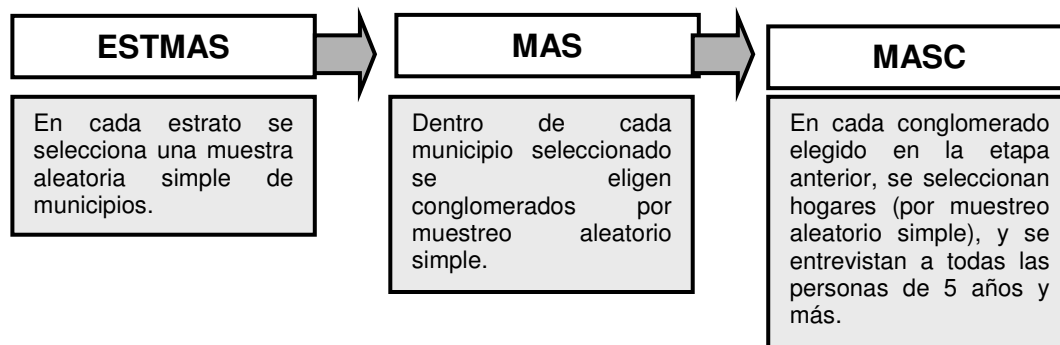 ESTMAS
MAS
MASC
En cada estrato se
selecciona una muestra
aleatoria simple de
municipios.
Dentro de cada
municipio seleccionado
se eligen
conglomerados por
muestreo aleatorio
simple.
En cada conglomerado
elegido en la etapa
anterior, se seleccionan
hogares (por muestreo
aleatorio simple), y se
entrevistan a todas las
personas de 5 años y
más.